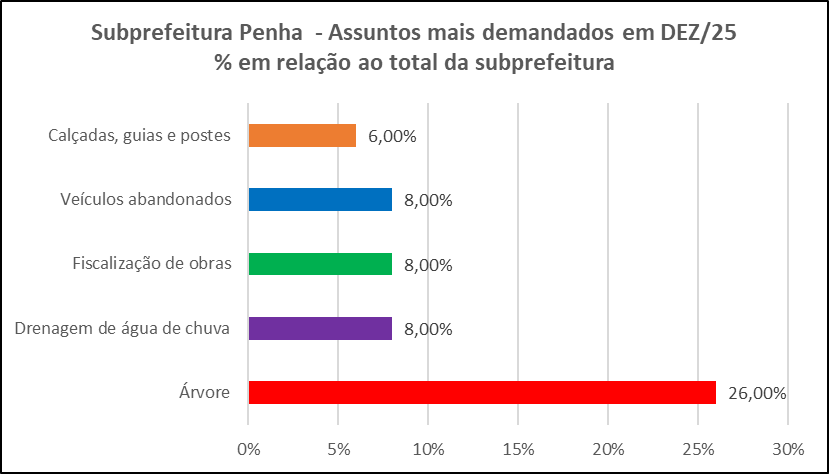 Subprefeitura Penha - Assuntos mais demandados em DEZ/25
% em relação ao total da subprefeitura
Calçadas, guias e postes
6,00%
Veículos abandonados
8,00%
Fiscalização de obras
8,00%
Drenagem de água de chuva
8,00%
Árvore
26,00%
0% 5% 10% 15% 20% 25% 30%